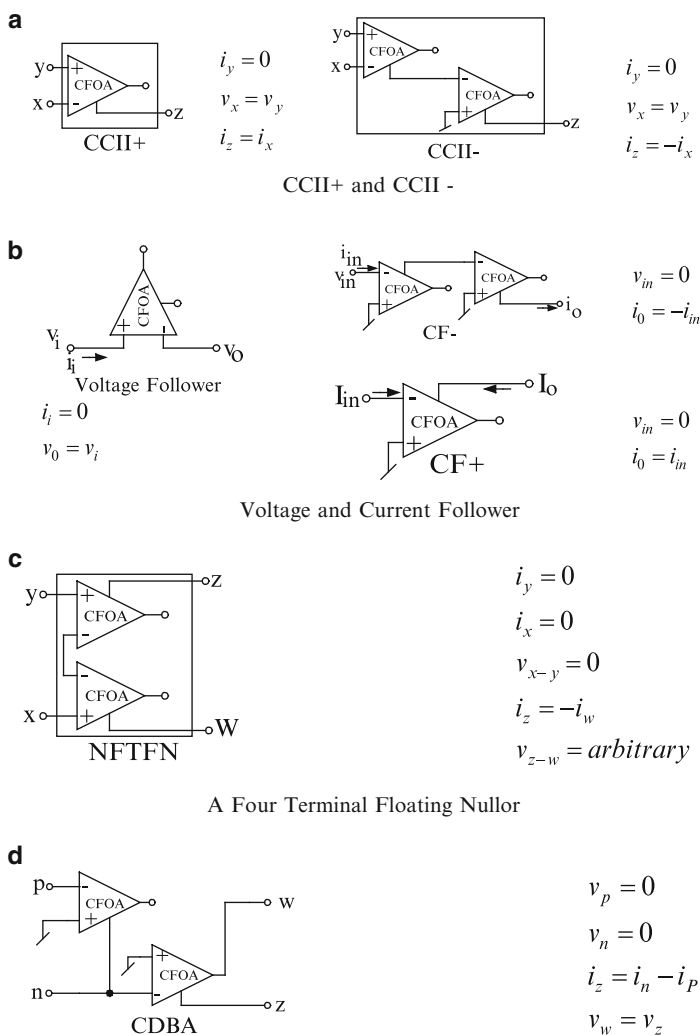 a
y
+
CFOA
x
-
z
CCII+
i_y = 0
v_x = v_y
i_z = i_x
y
+
CFOA
x
-
-
CFOA
+
z
CCII-
i_y = 0
v_x = v_y
i_z = -i_x
CCII+ and CCII -
b
CFOA
+
-
v_i
i_i
v_o
Voltage Follower
i_i = 0
v_0 = v_i
i_in
v_in
-
CFOA
+
-
CFOA
+
i_o
CF-
v_in = 0
i_0 = -i_in
I_in
-
CFOA
+
I_o
CF+
v_in = 0
i_0 = i_in
Voltage and Current Follower
c
y
+
CFOA
-
z
-
CFOA
x
+
W
NFTFN
i_y = 0
i_x = 0
v_{x-y} = 0
i_z = -i_w
v_{z-w} = arbitrary
A Four Terminal Floating Nullor
d
p
-
CFOA
+
w
+
CFOA
n
-
z
CDBA
v_p = 0
v_n = 0
i_z = i_n - i_P
v_w = v_z